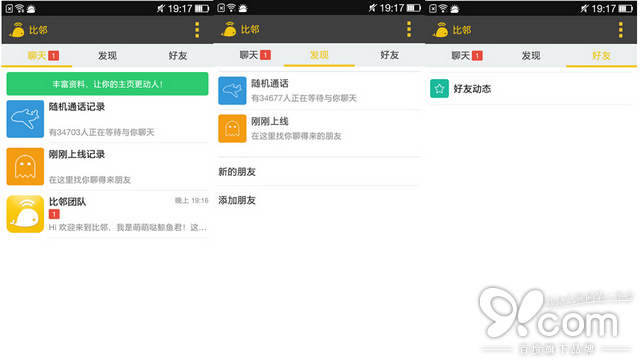 19:17
比邻
聊天 1
发现
好友
丰富资料，让你的主页更动人！
随机通话记录
有34703人正在等待与你聊天
刚刚上线记录
在这里找你聊得来朋友
比邻团队
晚上 19:16
1
Hi 欢迎来到比邻，我是萌萌哒鲸鱼君！这…
19:17
比邻
聊天 1
发现
好友
随机通话
有34677人正在等待与你聊天
刚刚上线
在这里找你聊得来的朋友
新的朋友
添加朋友
19:17
比邻
聊天 1
发现
好友
好友动态
91.com
百度旗下品牌